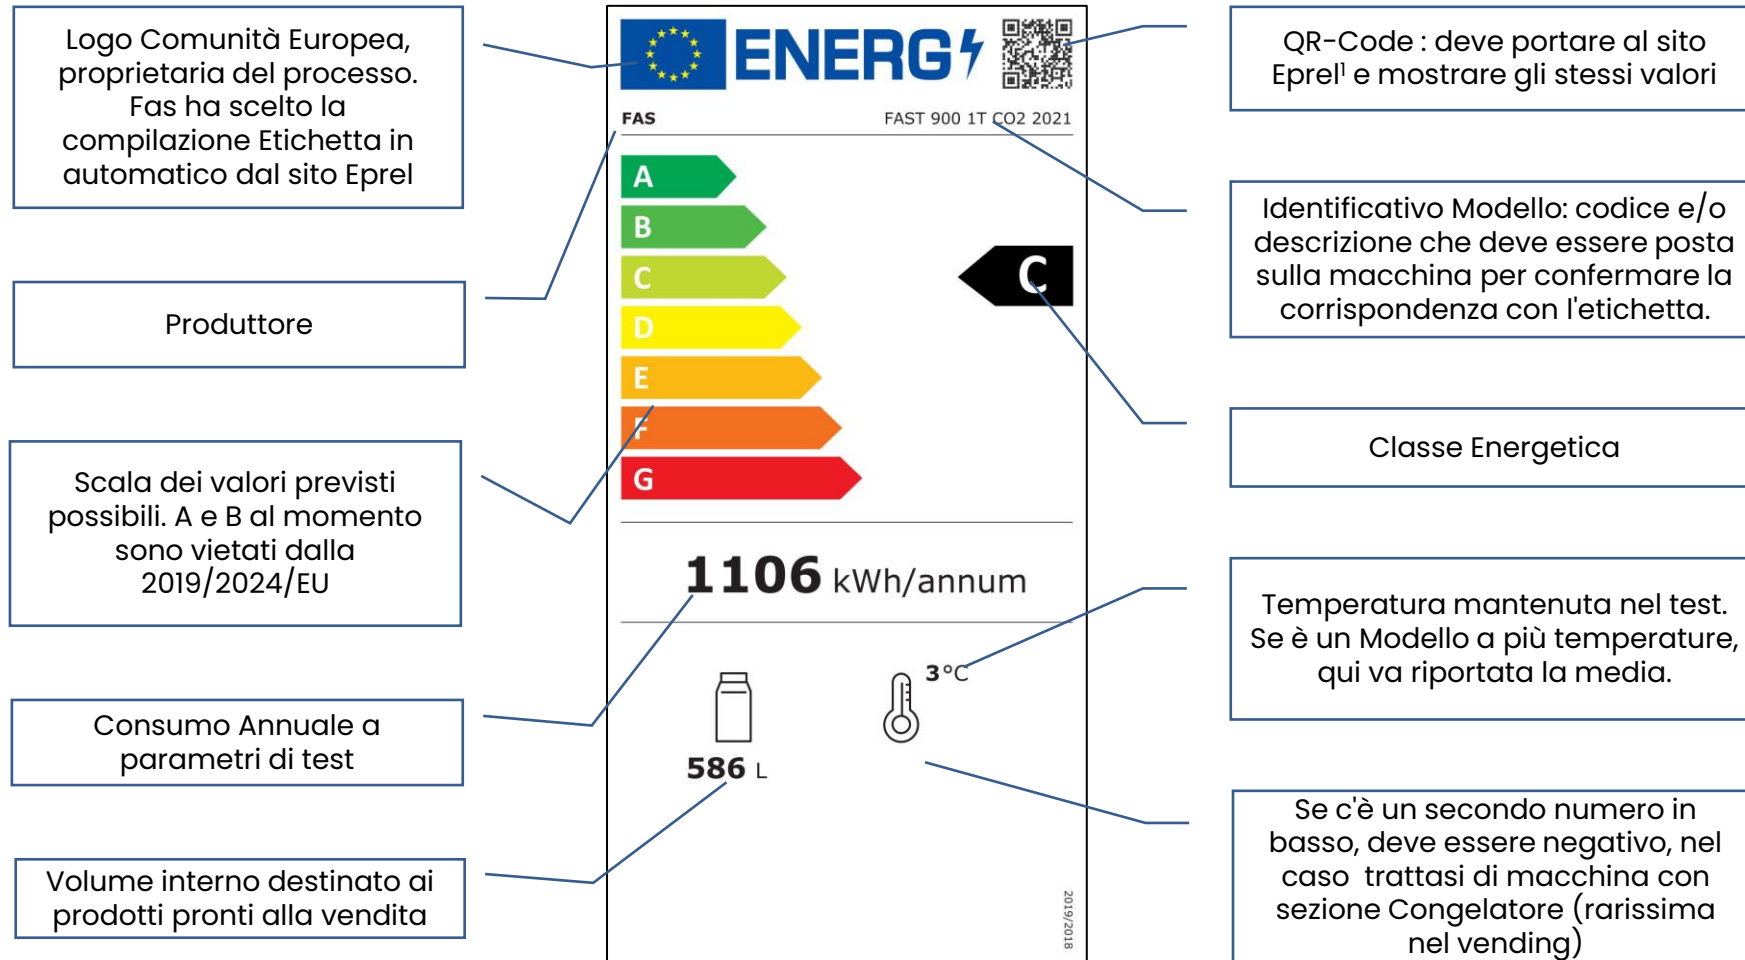 Logo Comunità Europea,
proprietaria del processo.
Fas ha scelto la
compilazione Etichetta in
automatico dal sito Eprel
Produttore
Scala dei valori previsti
possibili. A e B al momento
sono vietati dalla
2019/2024/EU
Consumo Annuale a
parametri di test
Volume interno destinato ai
prodotti pronti alla vendita
ENERG
FAS
FAST 900 1T CO2 2021
A
B
C
C
D
E
F
G
1106 kWh/annum
3°C
586 L
2019/2018
QR-Code : deve portare al sito
Eprel¹ e mostrare gli stessi valori
Identificativo Modello: codice e/o
descrizione che deve essere posta
sulla macchina per confermare la
corrispondenza con l'etichetta.
Classe Energetica
Temperatura mantenuta nel test.
Se è un Modello a più temperature,
qui va riportata la media.
Se c'è un secondo numero in
basso, deve essere negativo, nel
caso trattasi di macchina con
sezione Congelatore (rarissima
nel vending)